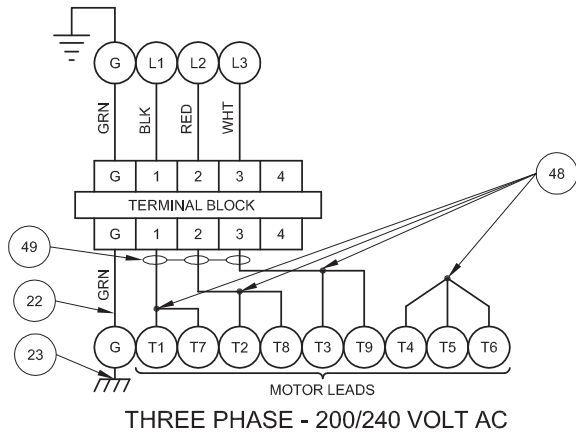 G L1 L2 L3
GRN BLK RED WHT
G 1 2 3 4
TERMINAL BLOCK
G 1 2 3 4
48
49
GRN
22
23
G T1 T7 T2 T8 T3 T9 T4 T5 T6
MOTOR LEADS
THREE PHASE - 200/240 VOLT AC